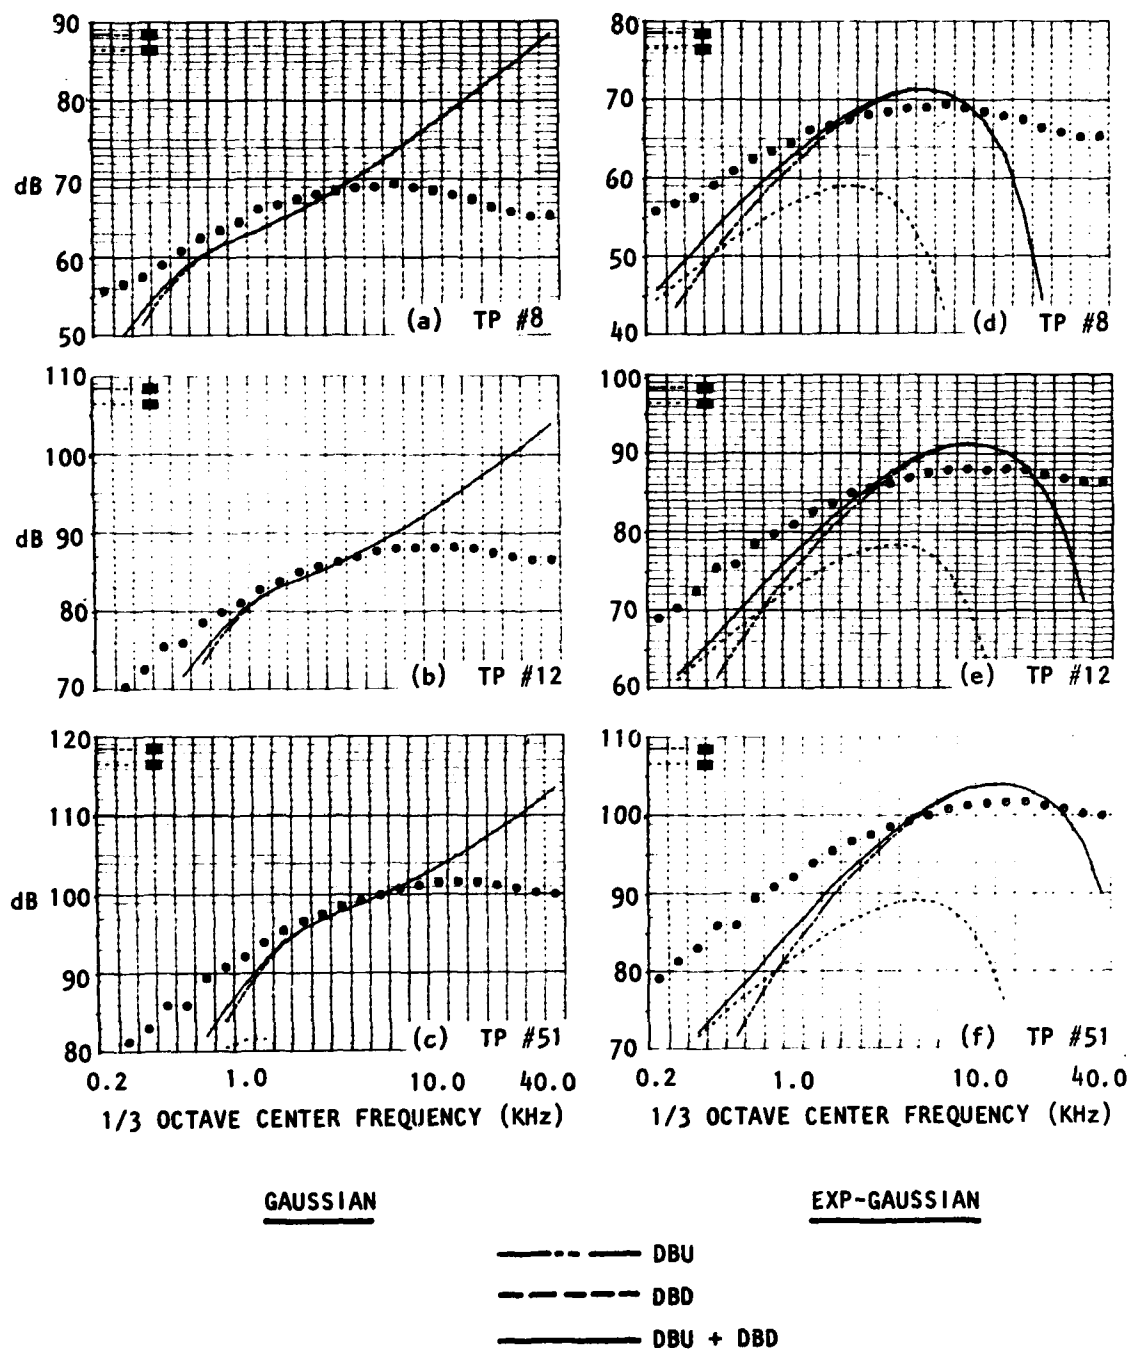 90
80
70
60
50
dB
(a) TP #8
80
70
60
50
40
(d) TP #8
110
100
90
80
70
dB
(b) TP #12
100
90
80
70
60
(e) TP #12
120
110
100
90
80
dB
(c) TP #51
0.2 1.0 10.0 40.0
1/3 OCTAVE CENTER FREQUENCY (KHz)
110
100
90
80
70
(f) TP #51
0.2 1.0 10.0 40.0
1/3 OCTAVE CENTER FREQUENCY (KHz)
GAUSSIAN
EXP-GAUSSIAN
DBU
DBD
DBU + DBD